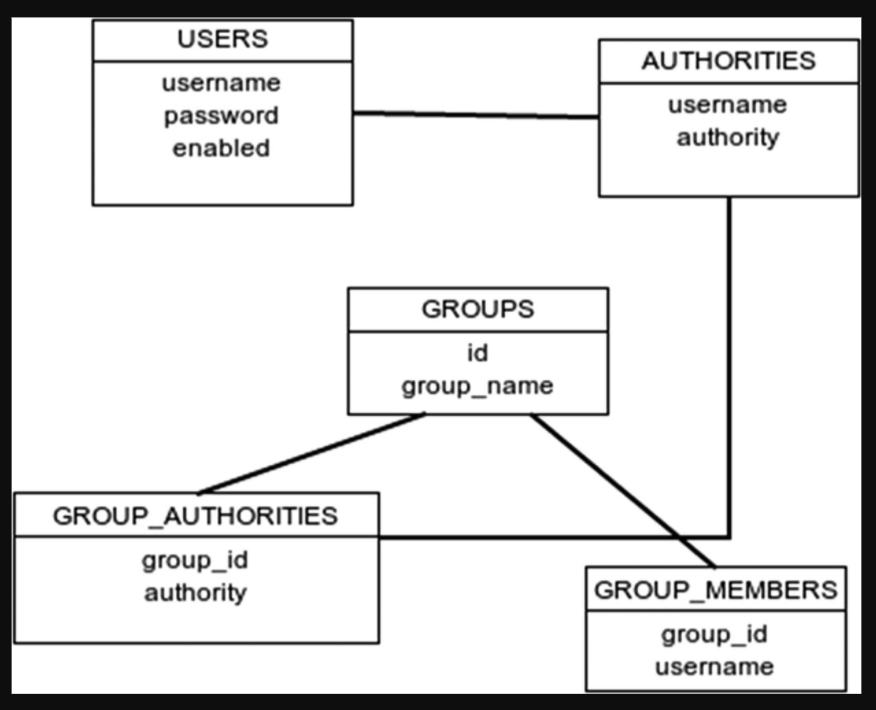 USERS
username
password
enabled
AUTHORITIES
username
authority
GROUPS
id
group_name
GROUP_AUTHORITIES
group_id
authority
GROUP_MEMBERS
group_id
username